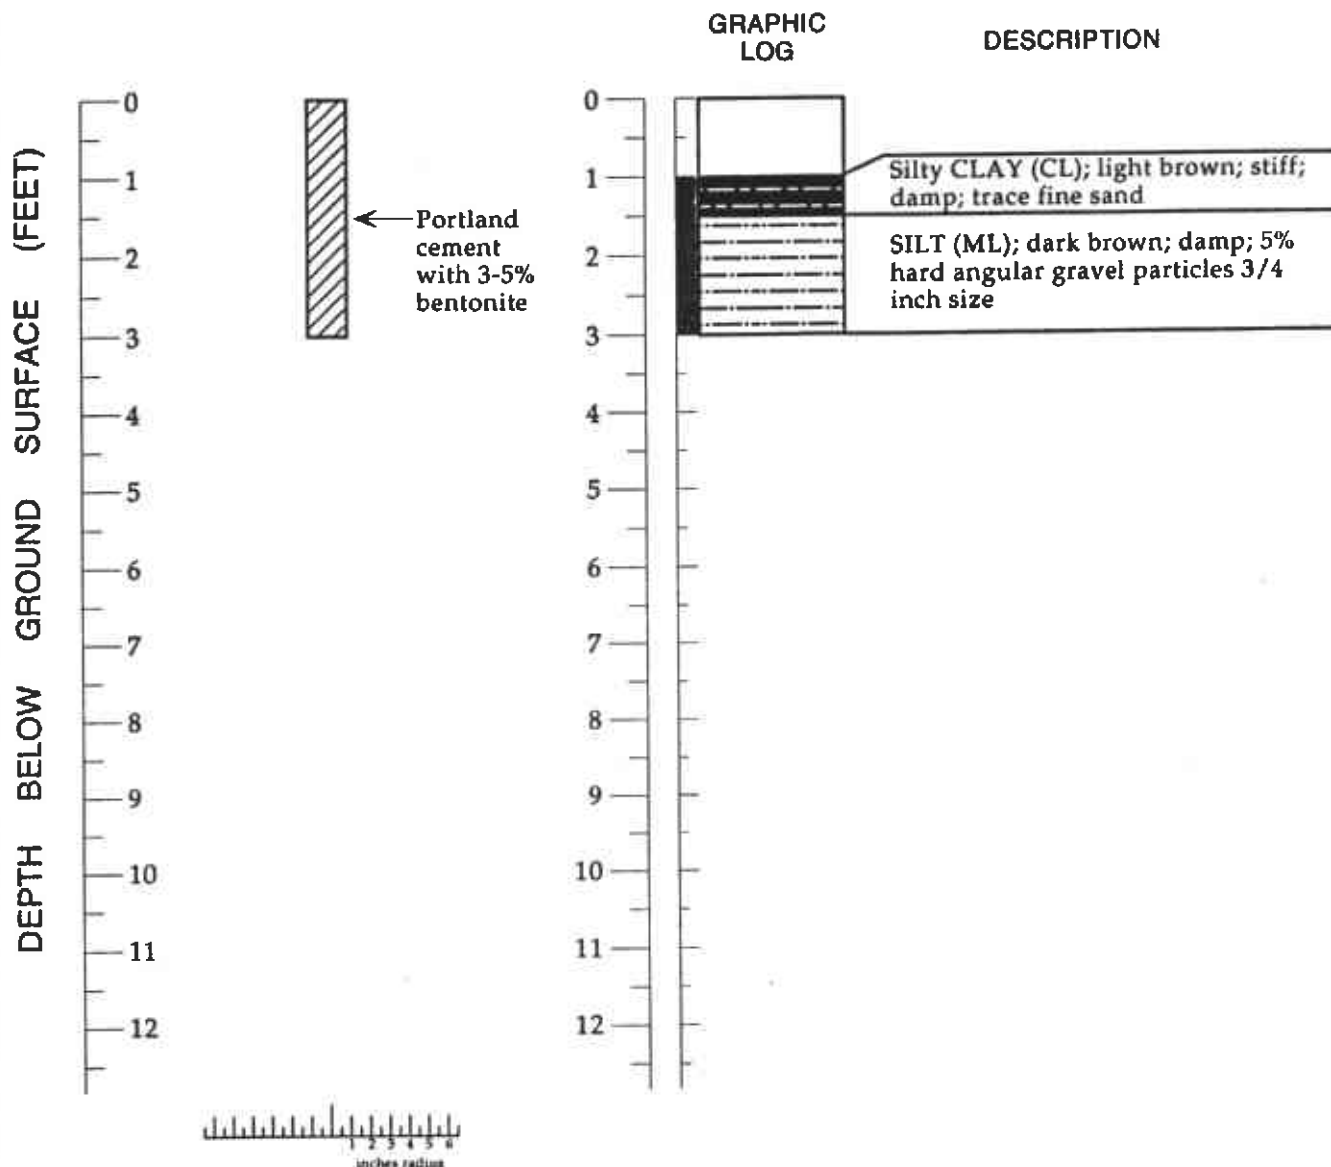 GRAPHIC
LOG
DESCRIPTION
DEPTH BELOW GROUND SURFACE (FEET)
0
1
2
3
4
5
6
7
8
9
10
11
12
Portland
cement
with 3-5%
bentonite
0
1
2
3
4
5
6
7
8
9
10
11
12
Silty CLAY (CL); light brown; stiff;
damp; trace fine sand
SILT (ML); dark brown; damp; 5%
hard angular gravel particles 3/4
inch size
1 2 3 4 5 6
inches radius